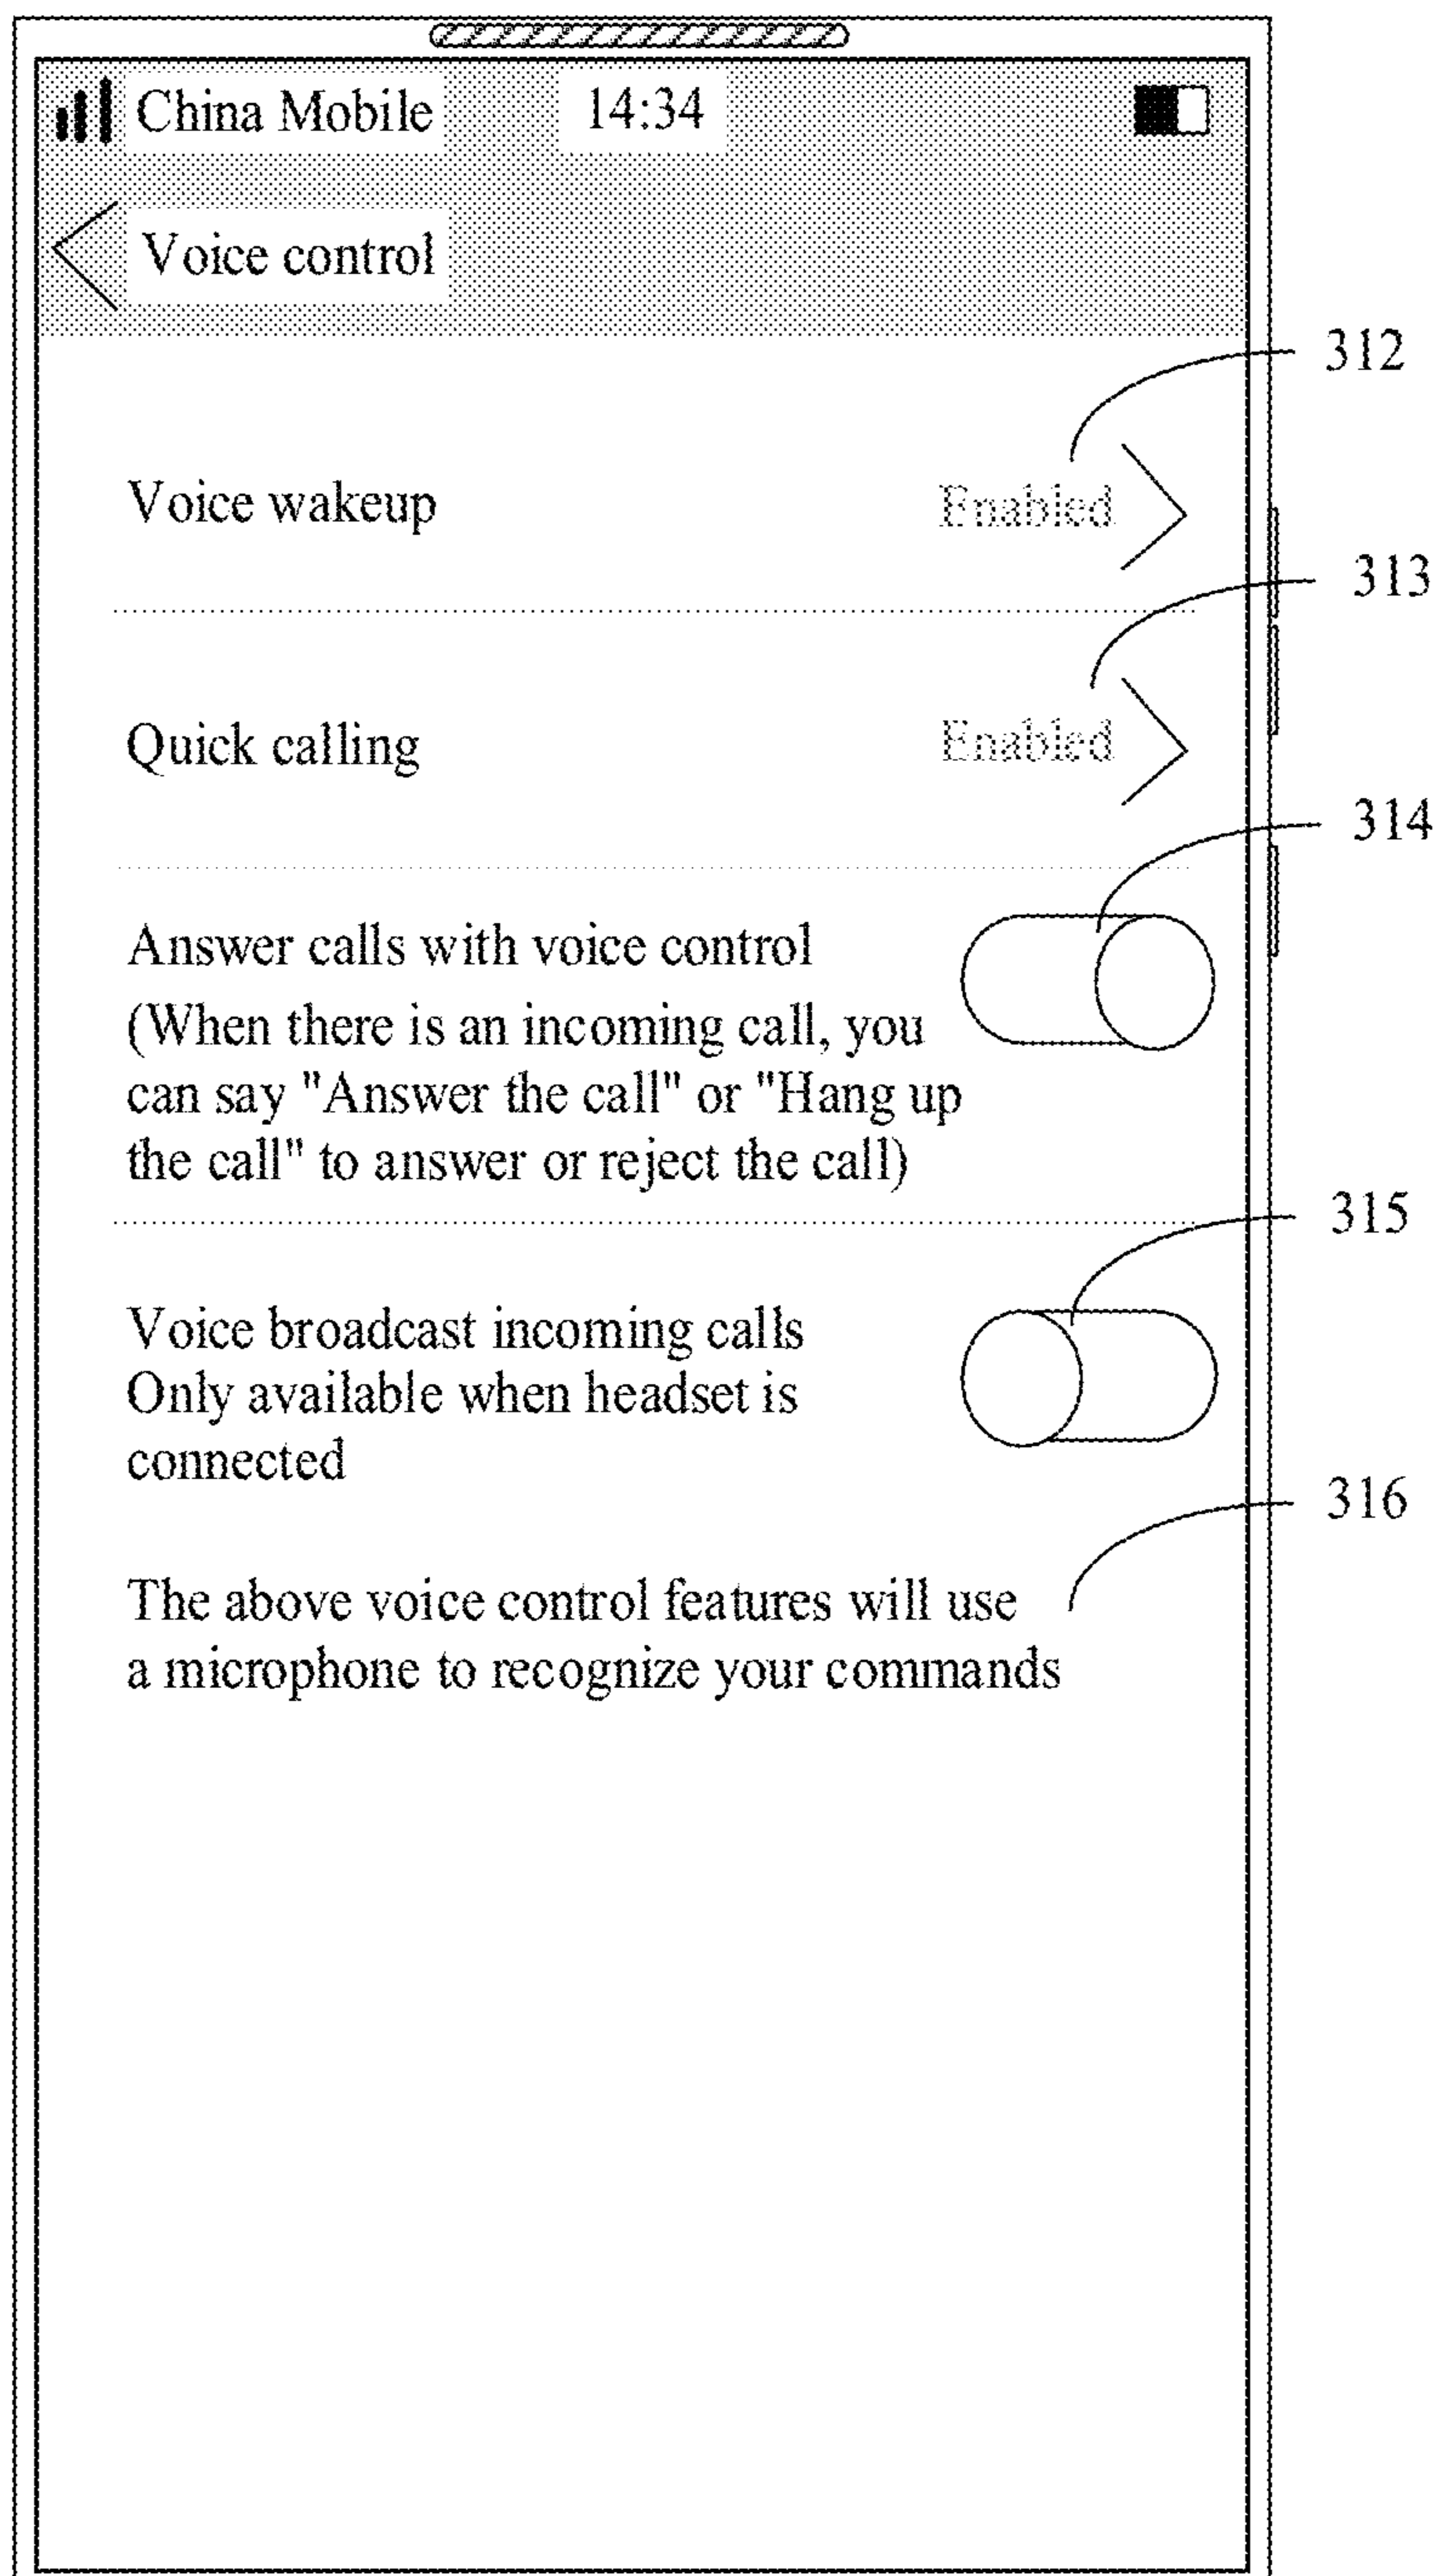 China Mobile 14:34
Voice control
312
Voice wakeup Enabled
313
Quick calling Enabled
314
Answer calls with voice control
(When there is an incoming call, you
can say "Answer the call" or "Hang up
the call" to answer or reject the call)
315
Voice broadcast incoming calls
Only available when headset is
connected
316
The above voice control features will use
a microphone to recognize your commands